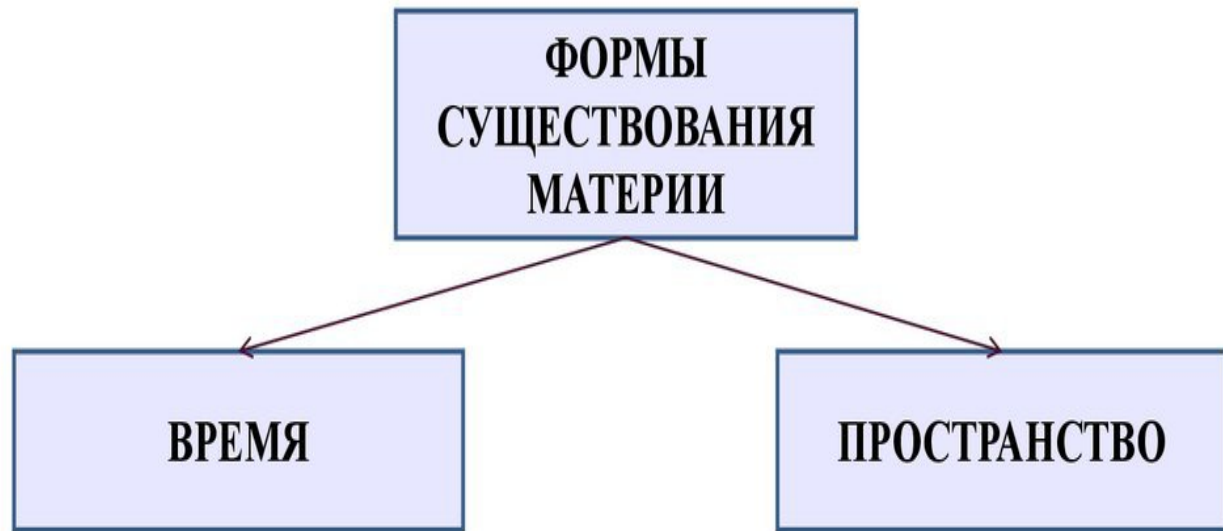 ФОРМЫ
СУЩЕСТВОВАНИЯ
МАТЕРИИ
ВРЕМЯ
ПРОСТРАНСТВО